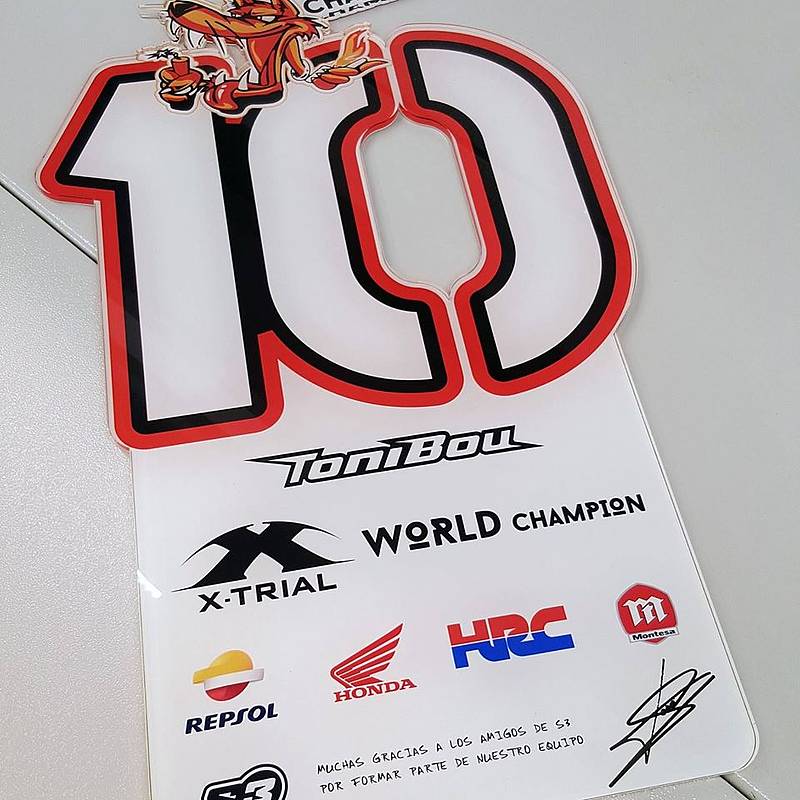 10
ToniBou
X-TRIAL
WORLD CHAMPION
REPSOL
HONDA
HRC
Montesa
MUCHAS GRACIAS A LOS AMIGOS DE S3
POR FORMAR PARTE DE NUESTRO EQUIPO
S3